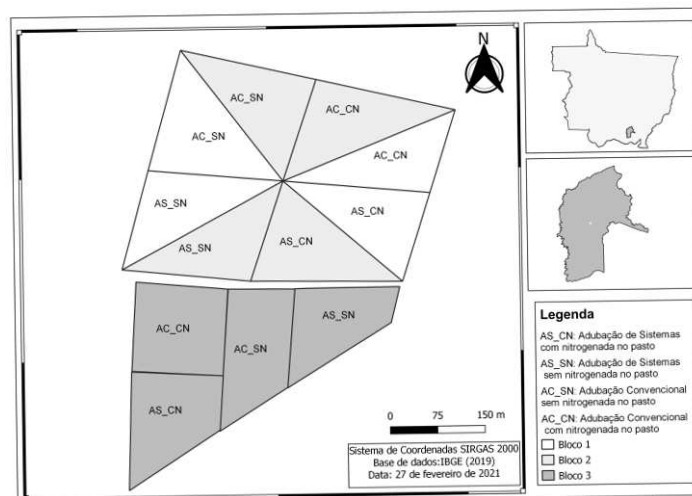 N
AC_SN
AC_CN
AC_SN
AC_CN
AS_SN
AS_CN
AS_SN
AS_CN
AC_CN
AC_SN
AS_SN
AS_CN
0 75 150 m
Sistema de Coordenadas SIRGAS 2000
Base de dados:IBGE (2019)
Data: 27 de fevereiro de 2021
Legenda
AS_CN: Adubação de Sistemas
com nitrogenada no pasto
AS_SN: Adubação de Sistemas
sem nitrogenada no pasto
AC_SN: Adubação Convencional
sem nitrogenada no pasto
AC_CN: Adubação Convencional
com nitrogenada no pasto
Bloco 1
Bloco 2
Bloco 3